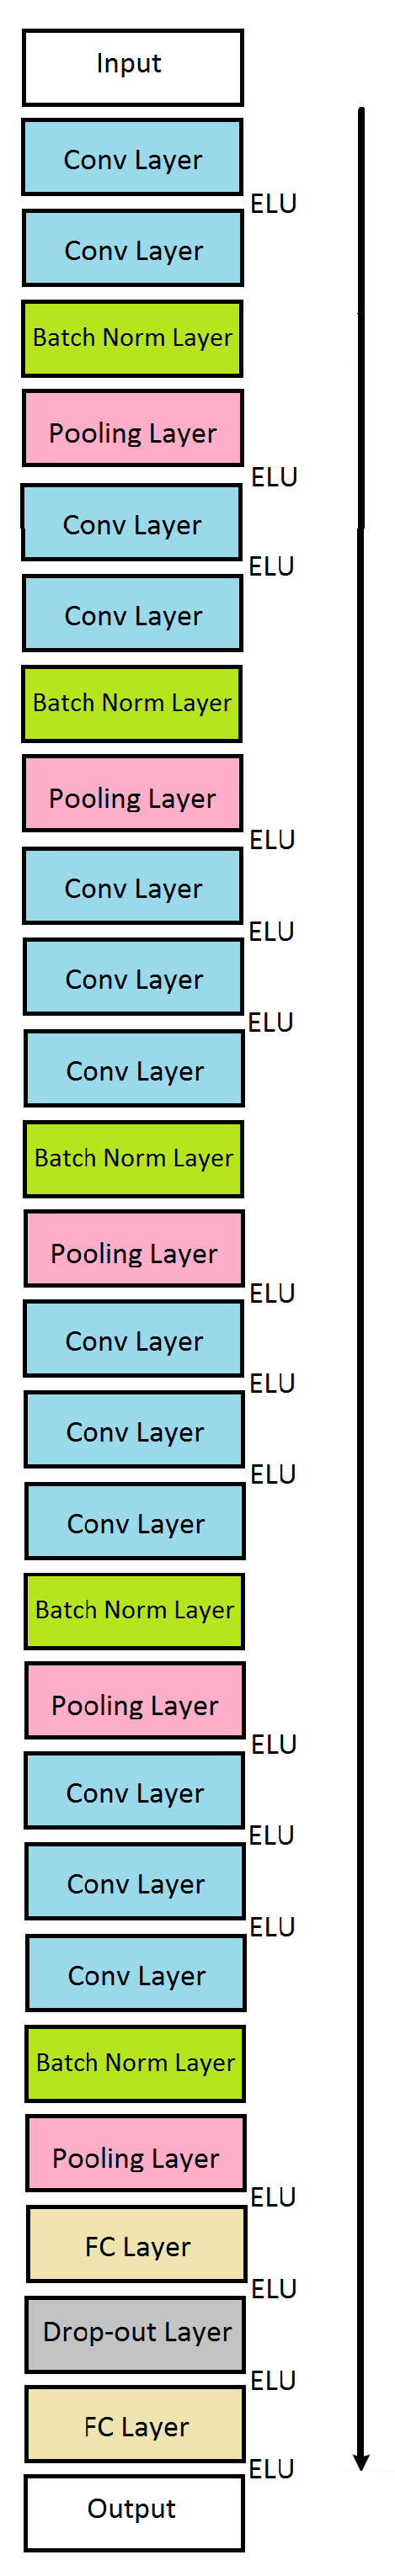 Input
Conv Layer
ELU
Conv Layer
Batch Norm Layer
Pooling Layer
ELU
Conv Layer
ELU
Conv Layer
Batch Norm Layer
Pooling Layer
ELU
Conv Layer
ELU
Conv Layer
ELU
Conv Layer
Batch Norm Layer
Pooling Layer
ELU
Conv Layer
ELU
Conv Layer
ELU
Conv Layer
Batch Norm Layer
Pooling Layer
ELU
Conv Layer
ELU
Conv Layer
ELU
Conv Layer
Batch Norm Layer
Pooling Layer
ELU
FC Layer
ELU
Drop-out Layer
ELU
FC Layer
ELU
Output